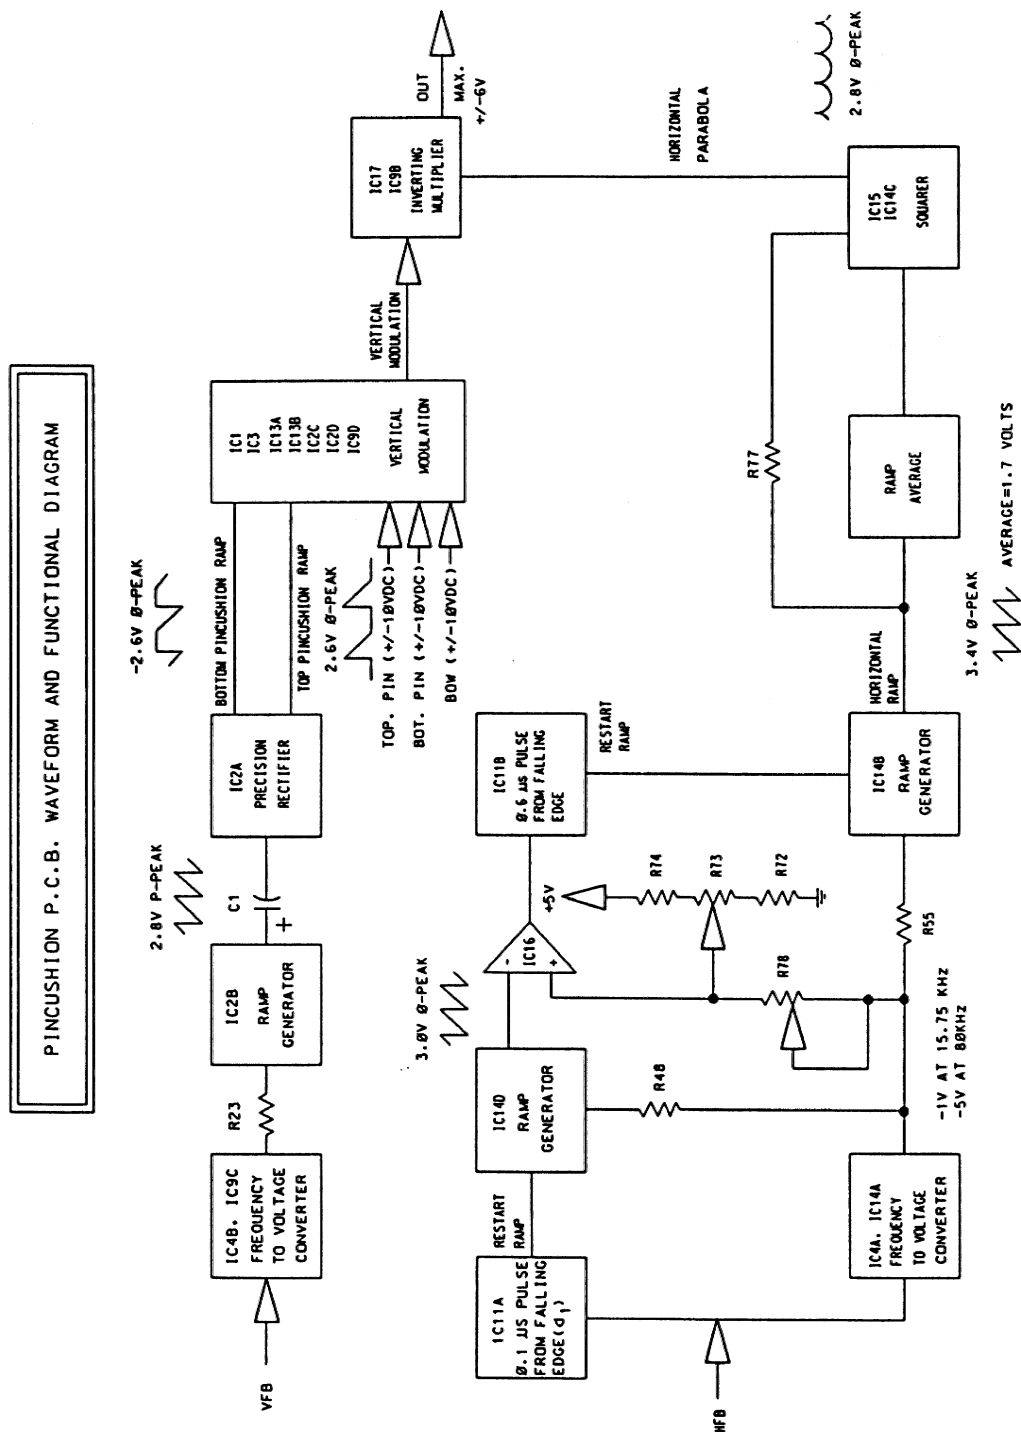 PINCUSHION P.C.B. WAVEFORM AND FUNCTIONAL DIAGRAM
VFB
IC4B. IC9C
FREQUENCY
TO VOLTAGE
CONVERTER
R23
IC2B
RAMP
GENERATOR
C1
+
2.8V P-PEAK
IC2A
PRECISION
RECTIFIER
-2.6V Ø-PEAK
BOTTOM PINCUSHION RAMP
TOP PINCUSHION RAMP
2.6V Ø-PEAK
TOP. PIN (+/-10VDC)
BOT. PIN (+/-10VDC)
BOW (+/-10VDC)
IC1
IC3
IC13A
IC13B
IC2C
IC2D
IC9D
VERTICAL
MODULATION
VERTICAL
MODULATION
IC17
IC9B
INVERTING
MULTIPLIER
OUT
MAX.
+/-6V
IC11A
0.1 µS PULSE
FROM FALLING
EDGE(d1)
RESTART
RAMP
IC14D
RAMP
GENERATOR
3.0V Ø-PEAK
-
+
IC16
IC11B
0.6 µS PULSE
FROM FALLING
EDGE
RESTART
RAMP
+5V
R74
R73
R72
R78
R48
HFB
IC4A. IC14A
FREQUENCY
TO VOLTAGE
CONVERTER
-1V AT 15.75 KHz
-5V AT 80KHz
R55
IC14B
RAMP
GENERATOR
HORIZONTAL
RAMP
3.4V Ø-PEAK
AVERAGE=1.7 VOLTS
R77
RAMP
AVERAGE
IC15
IC14C
SQUARER
HORIZONTAL
PARABOLA
2.8V Ø-PEAK